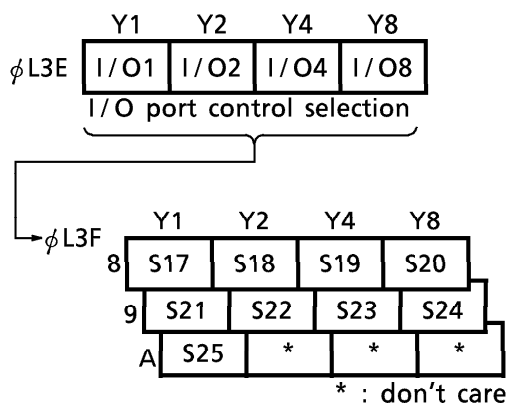 Y1 Y2 Y4 Y8
ϕL3E I/O1 I/O2 I/O4 I/O8
I/O port control selection
ϕL3F Y1 Y2 Y4 Y8
8 S17 S18 S19 S20
9 S21 S22 S23 S24
A S25 * * *
* : don't care